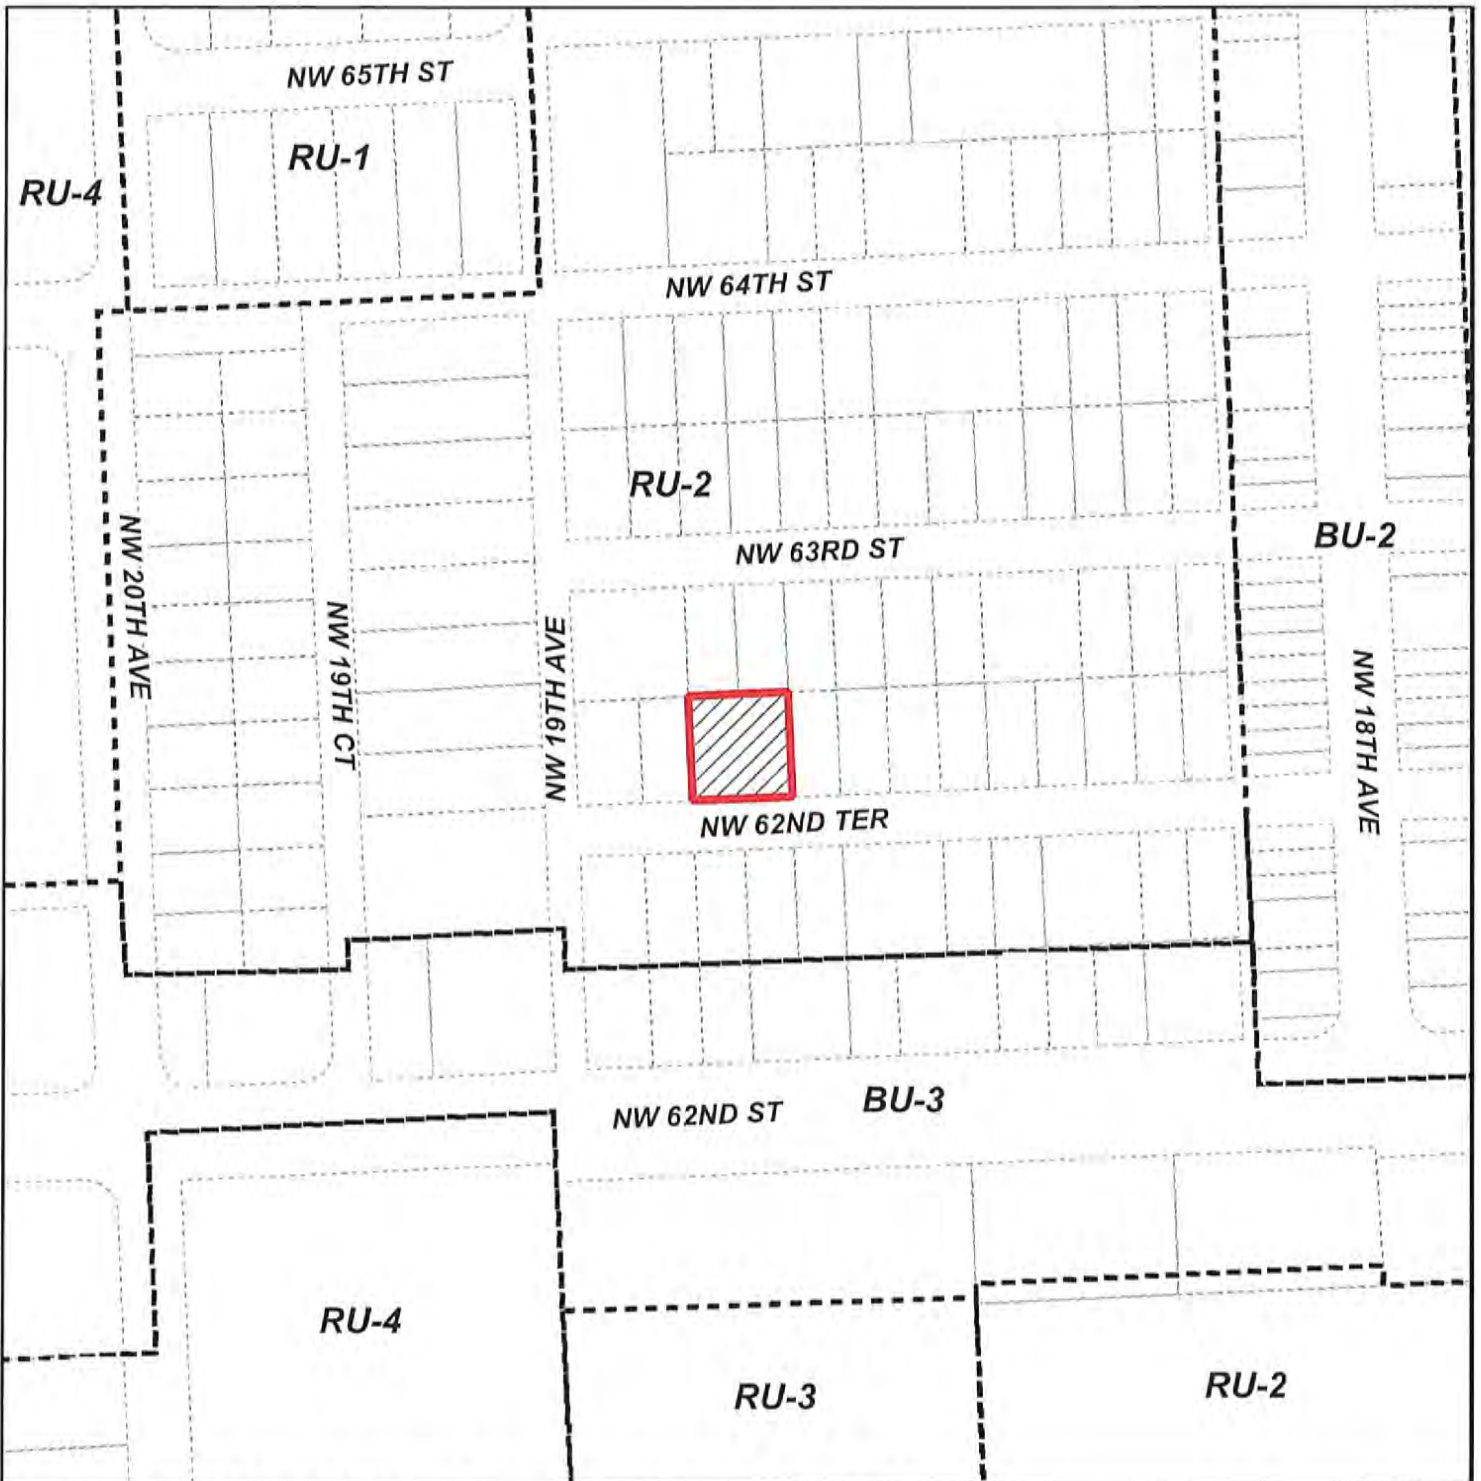 NW 65TH ST
RU-1
RU-4
NW 64TH ST
RU-2
NW 63RD ST
BU-2
NW 20TH AVE
NW 19TH CT
NW 19TH AVE
NW 18TH AVE
NW 62ND TER
BU-3
NW 62ND ST
RU-4
RU-3
RU-2